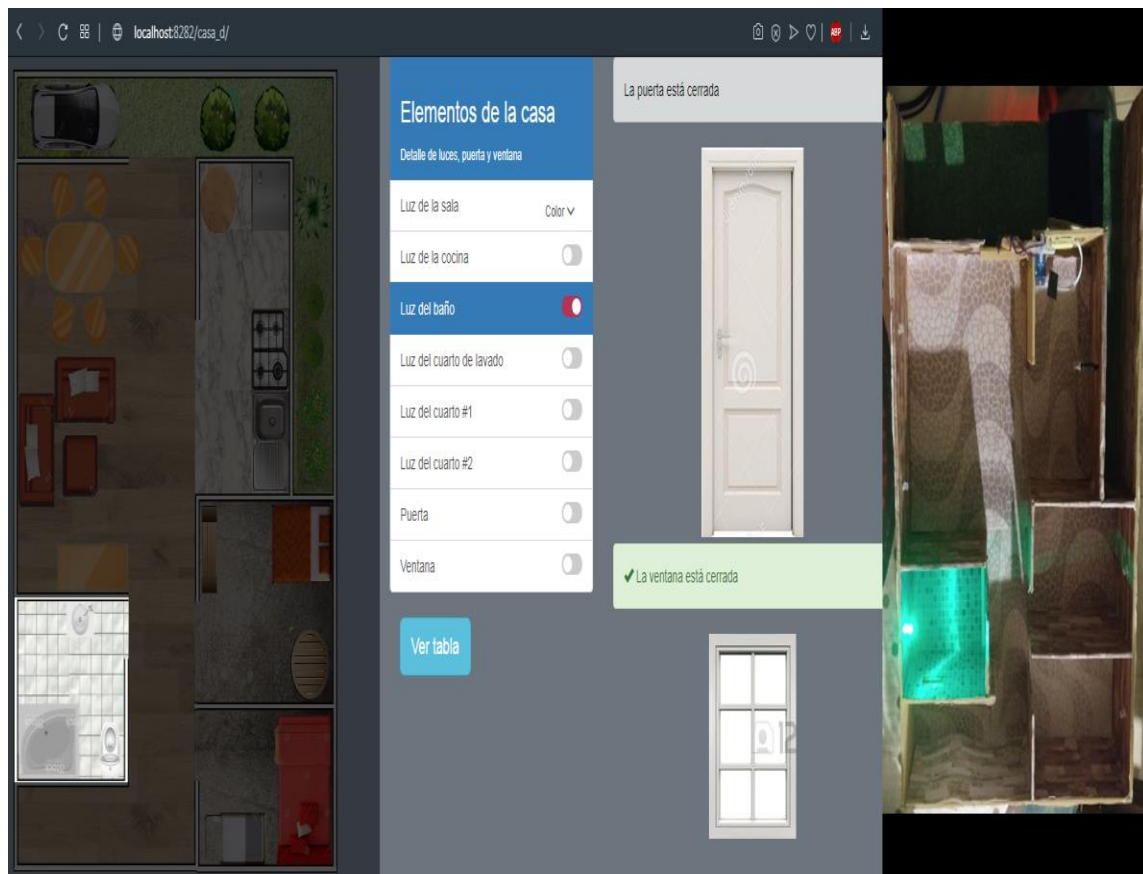 localhost:8282/casa_d/
ABP
Elementos de la casa
Detalle de luces, puerta y ventana
Luz de la sala
Color
Luz de la cocina
Luz del baño
Luz del cuarto de lavado
Luz del cuarto #1
Luz del cuarto #2
Puerta
Ventana
Ver tabla
La puerta está cerrada
La ventana está cerrada
12